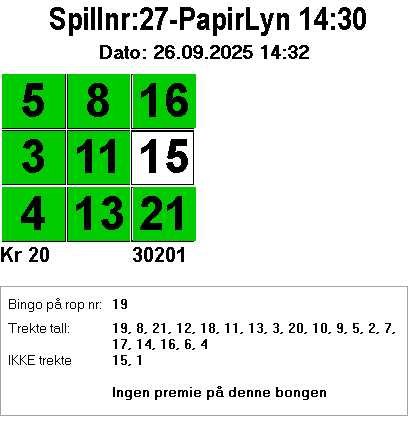 Spillnr:27-PapirLyn 14:30
Dato: 26.09.2025 14:32
5 8 16
3 11 15
4 13 21
Kr 20 30201
Bingo på rop nr: 19
Trekte tall: 19, 8, 21, 12, 18, 11, 13, 3, 20, 10, 9, 5, 2, 7,
17, 14, 16, 6, 4
IKKE trekte 15, 1
Ingen premie på denne bongen